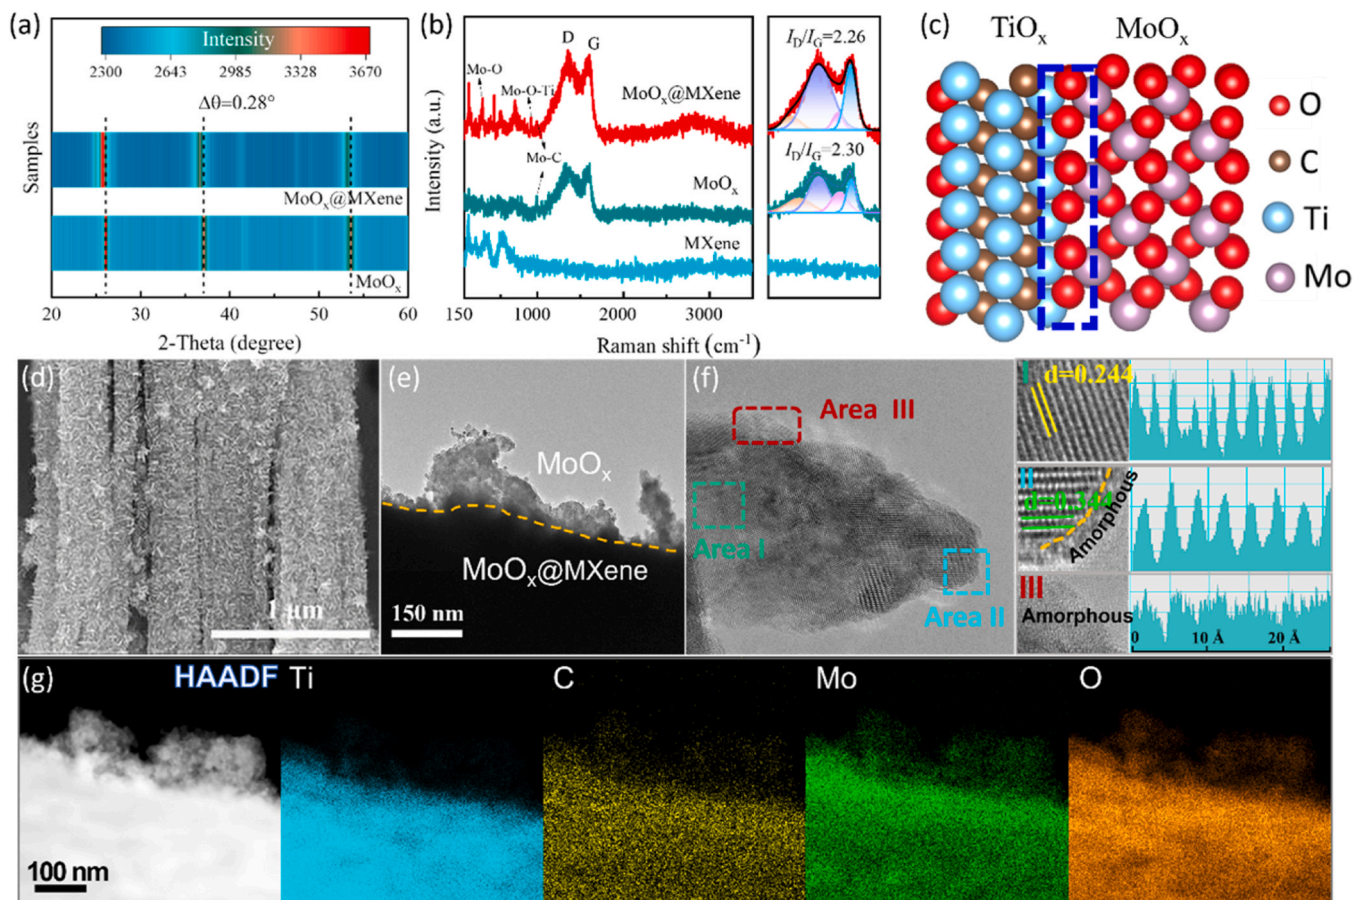 (a)
Intensity
2300 2643 2985 3328 3670
Δθ=0.28°
Samples
MoOx@MXene
MoOx
20 30 40 50 60
2-Theta (degree)
(b)
D
G
Mo-O
Mo-O-Ti
MoOx@MXene
Mo-C
MoOx
MXene
Intensity (a.u.)
150 1000 2000 3000
Raman shift (cm-1)
ID/IG=2.26
ID/IG=2.30
(c)
TiOx MoOx
O
C
Ti
Mo
(d)
1 μm
(e)
MoOx
MoOx@MXene
150 nm
(f)
Area III
Area I
Area II
I
d=0.244
II
d=0.344
Amorphous
III
Amorphous
0 10 Å 20 Å
(g)
HAADF
Ti
C
Mo
O
100 nm